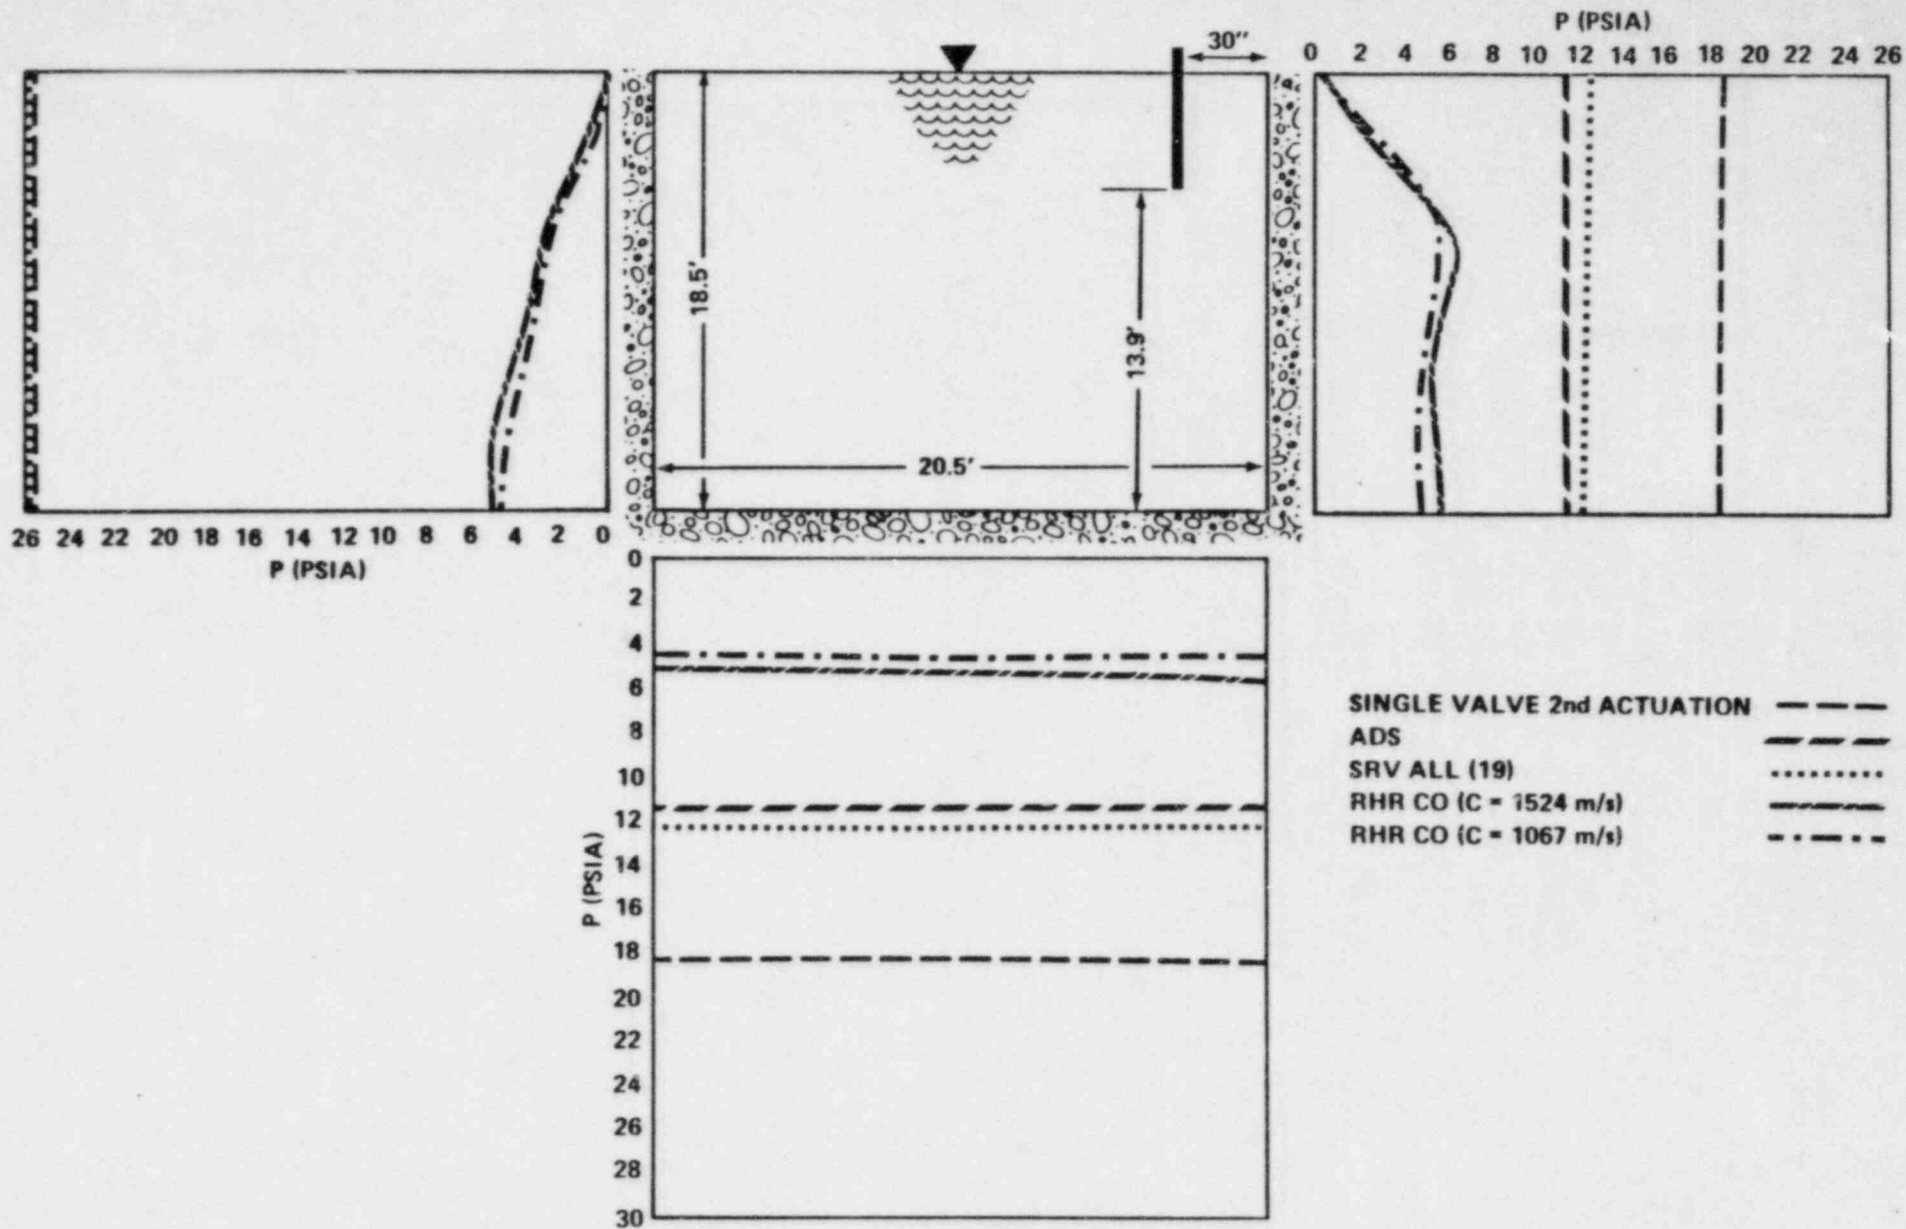 P (PSIA)
0 2 4 6 8 10 12 14 16 18 20 22 24 26
30"
18.5'
13.9'
20.5'
26 24 22 20 18 16 14 12 10 8 6 4 2 0
P (PSIA)
0
2
4
6
8
10
12
14
16
18
20
22
24
26
28
30
P (PSIA)
SINGLE VALVE 2nd ACTUATION
ADS
SRV ALL (19)
RHR CO (C = 1524 m/s)
RHR CO (C = 1067 m/s)